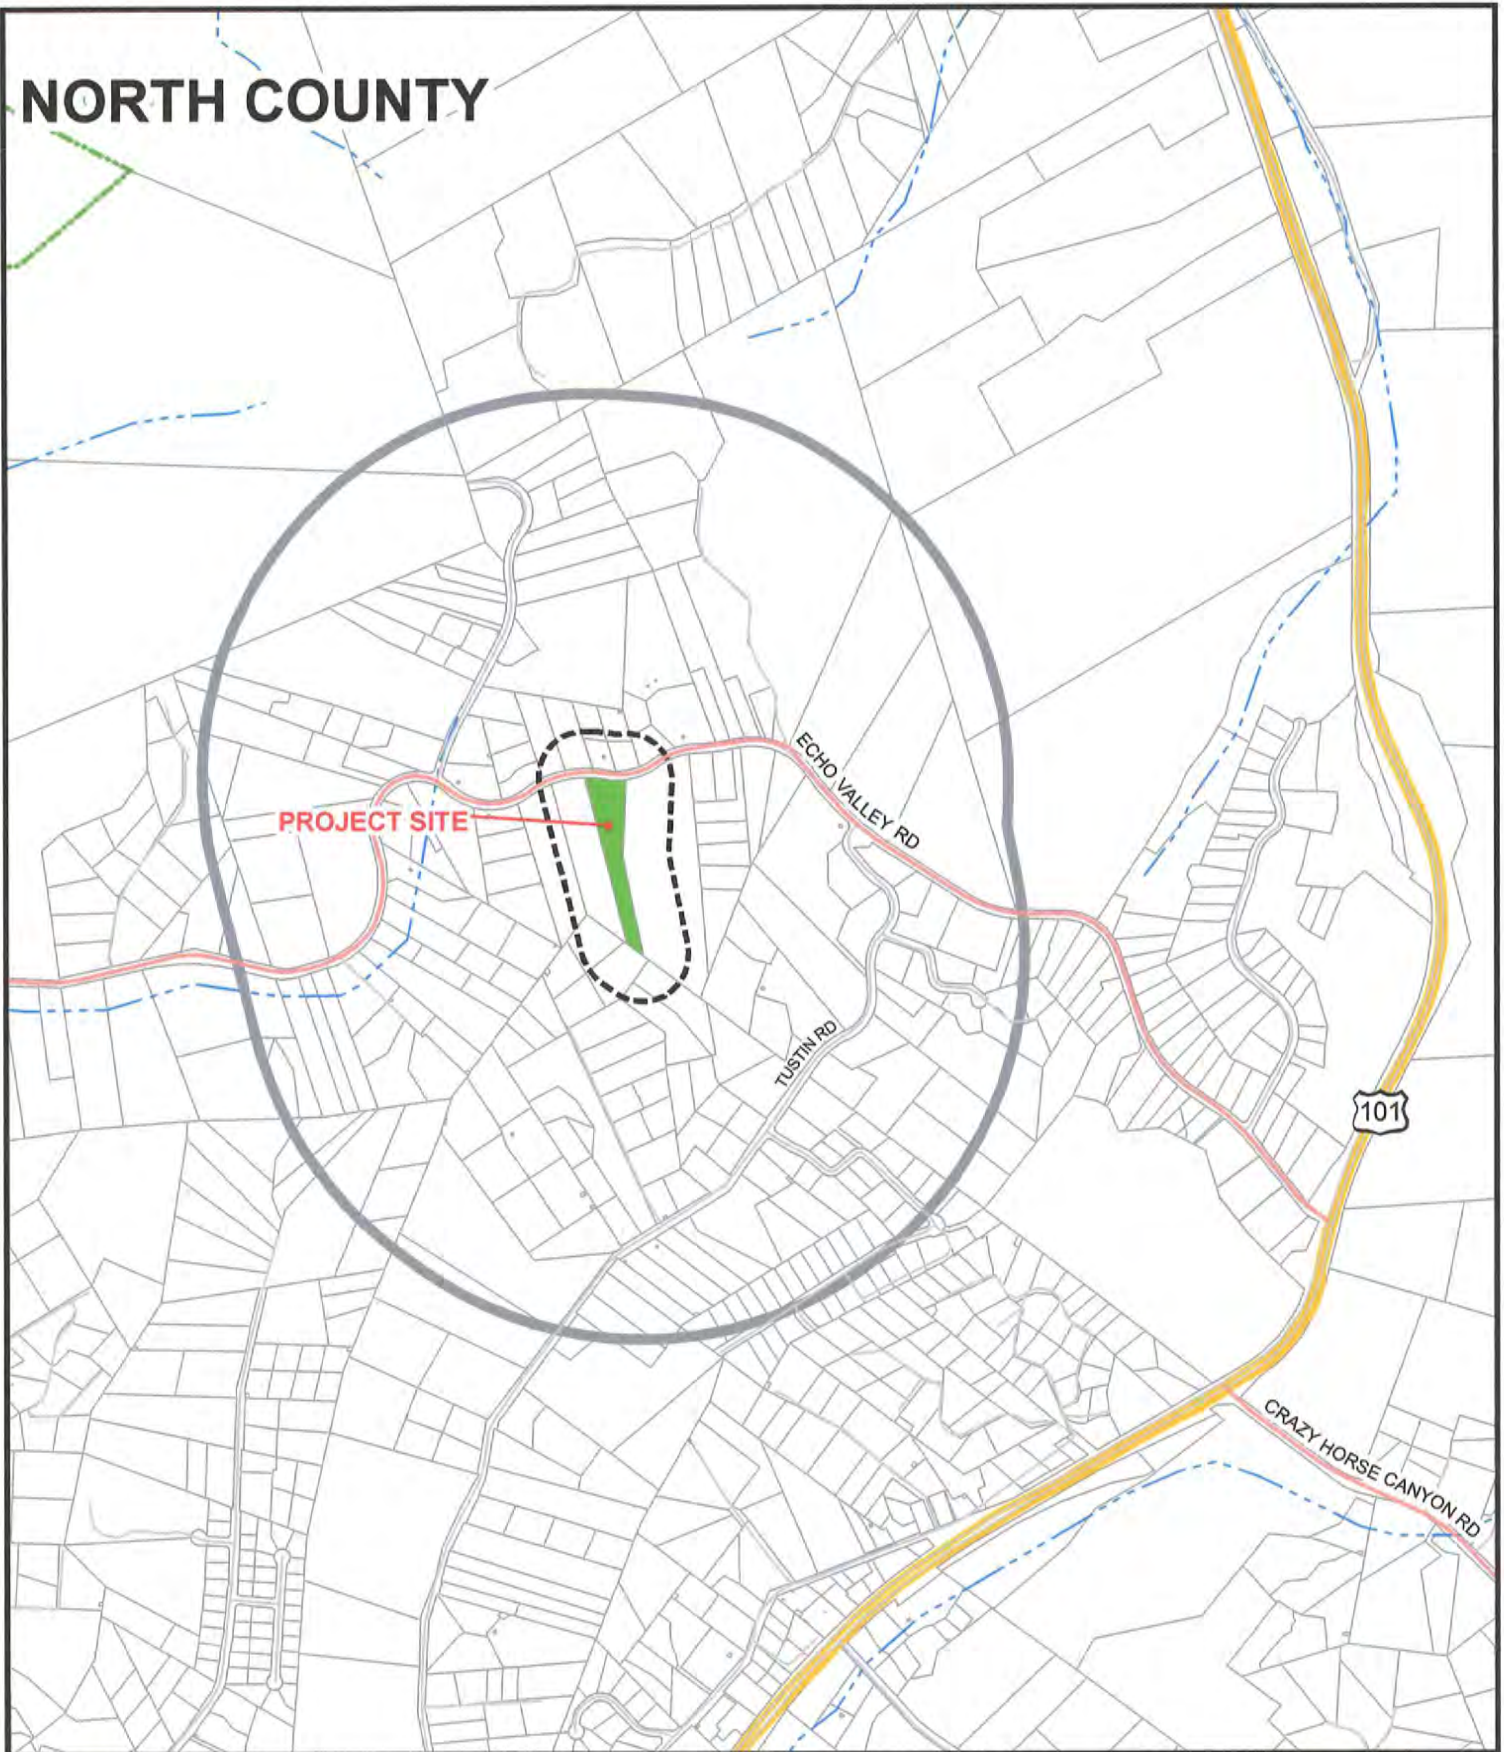 NORTH COUNTY
ECHO VALLEY RD
PROJECT SITE
TUSTIN RD
101
CRAZY HORSE CANYON RD